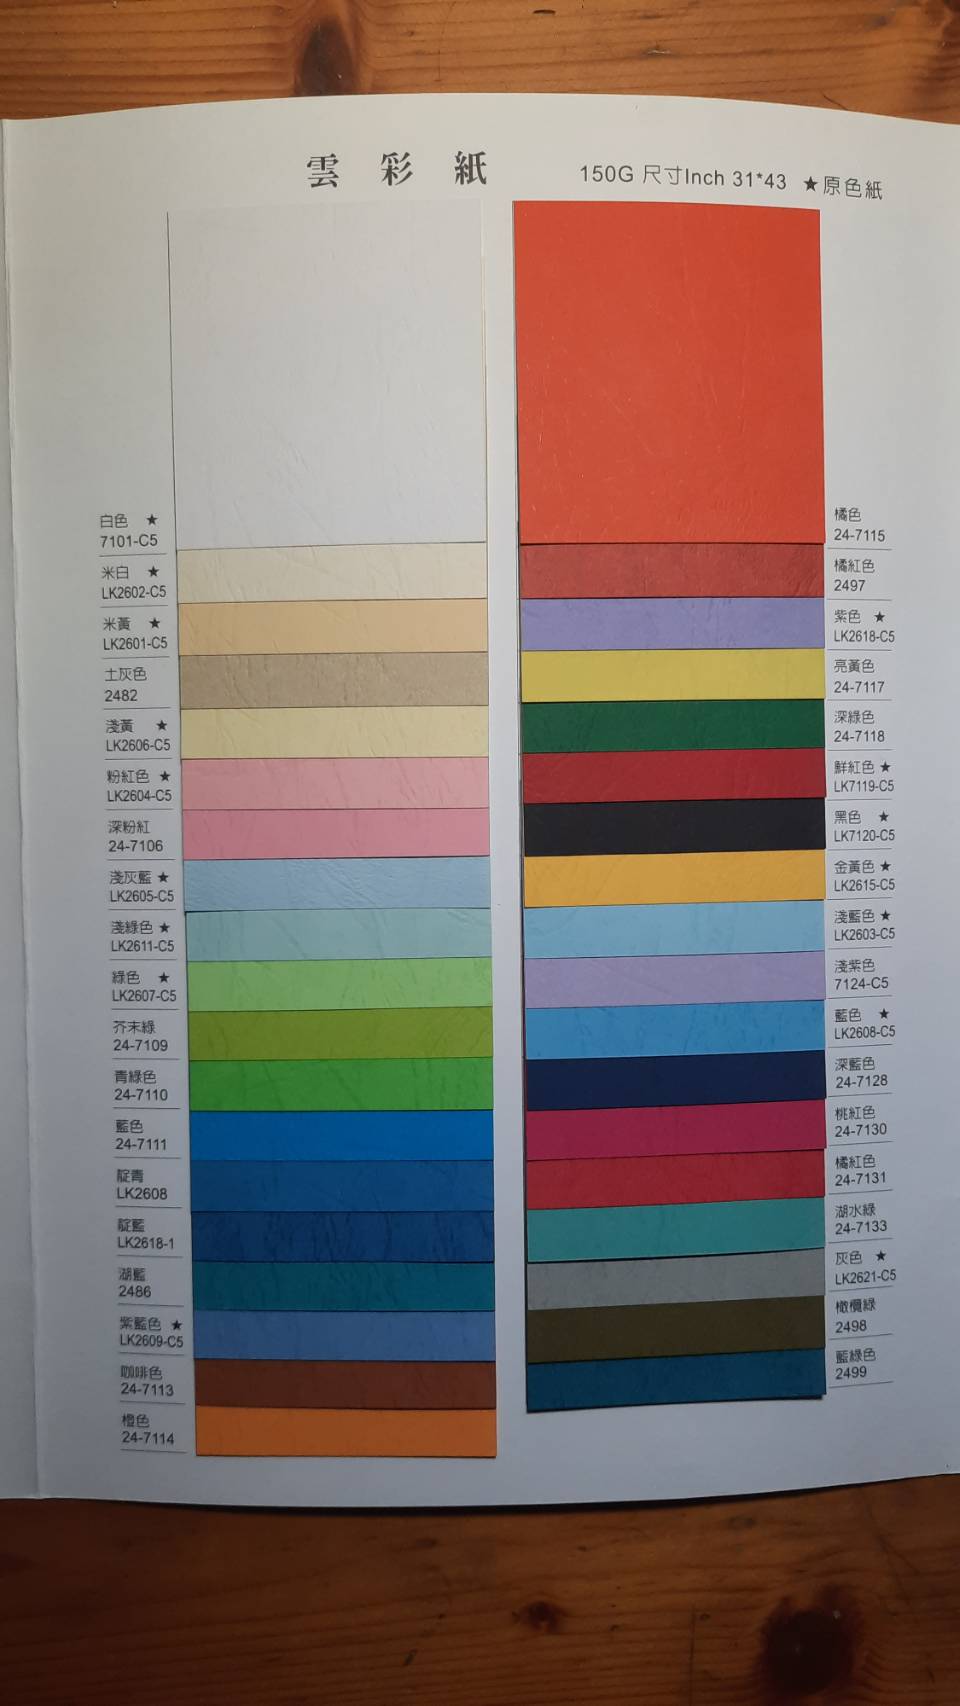 雲彩紙
150G 尺寸Inch 31*43 ★原色紙
白色 ★
7101-C5
米白 ★
LK2602-C5
米黃 ★
LK2601-C5
土灰色
2482
淺黃 ★
LK2606-C5
粉紅色 ★
LK2604-C5
深粉紅
24-7106
淺灰藍 ★
LK2605-C5
淺綠色 ★
LK2611-C5
綠色 ★
LK2607-C5
芥末綠
24-7109
青綠色
24-7110
藍色
24-7111
靛青
LK2608
靛藍
LK2618-1
湖藍
2486
紫藍色 ★
LK2609-C5
咖啡色
24-7113
橙色
24-7114
橘色
24-7115
橘紅色
2497
紫色 ★
LK2618-C5
亮黃色
24-7117
深綠色
24-7118
鮮紅色 ★
LK7119-C5
黑色 ★
LK7120-C5
金黃色 ★
LK2615-C5
淺藍色 ★
LK2603-C5
淺紫色
7124-C5
藍色 ★
LK2608-C5
深藍色
24-7128
桃紅色
24-7130
橘紅色
24-7131
湖水綠
24-7133
灰色 ★
LK2621-C5
橄欖綠
2498
藍綠色
2499